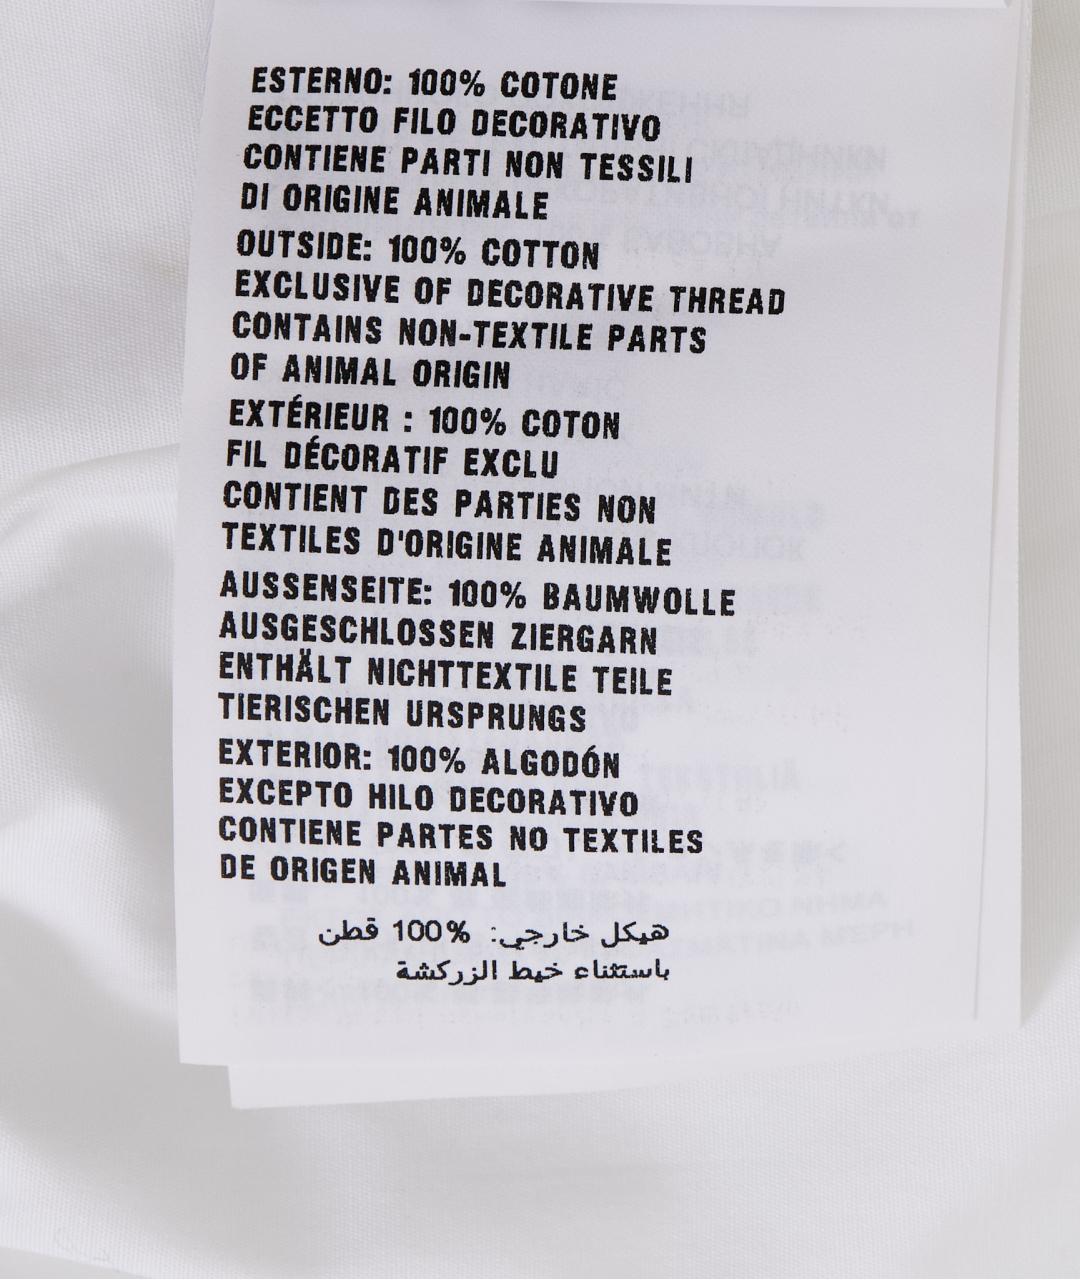 ESTERNO: 100% COTONE
ECCETTO FILO DECORATIVO
CONTIENE PARTI NON TESSILI
DI ORIGINE ANIMALE
OUTSIDE: 100% COTTON
EXCLUSIVE OF DECORATIVE THREAD
CONTAINS NON-TEXTILE PARTS
OF ANIMAL ORIGIN
EXTÉRIEUR : 100% COTON
FIL DÉCORATIF EXCLU
CONTIENT DES PARTIES NON
TEXTILES D'ORIGINE ANIMALE
AUSSENSEITE: 100% BAUMWOLLE
AUSGESCHLOSSEN ZIERGARN
ENTHÄLT NICHTTEXTILE TEILE
TIERISCHEN URSPRUNGS
EXTERIOR: 100% ALGODÓN
EXCEPTO HILO DECORATIVO
CONTIENE PARTES NO TEXTILES
DE ORIGEN ANIMAL
هيكل خارجي: %100 قطن
باستثناء خيط الزركشة